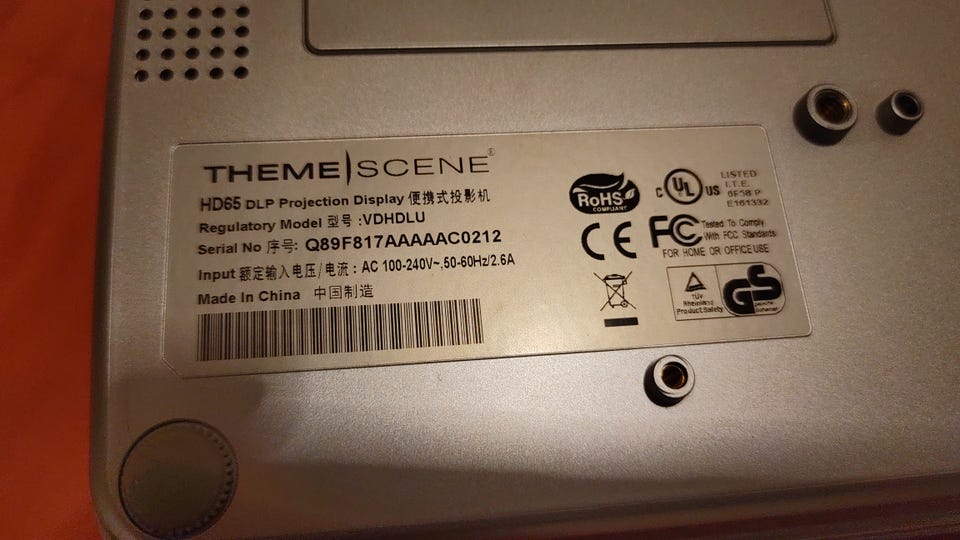 THEME|SCENE®
HD65 DLP Projection Display 便携式投影机
Regulatory Model 型号 :VDHDLU
Serial No 序号: Q89F817AAAAAC0212
Input 额定输入电压/电流 : AC 100-240V~,50-60Hz/2.6A
Made In China 中国制造
RoHS
COMPLIANT
C UL US
LISTED
I.T.E.
6F58 P
E161332
CE
FC Tested To Comply
With FCC Standards
FOR HOME OR OFFICE USE
TÜV
Rheinland
Product Safety
GS
geprüfte
Sicherheit